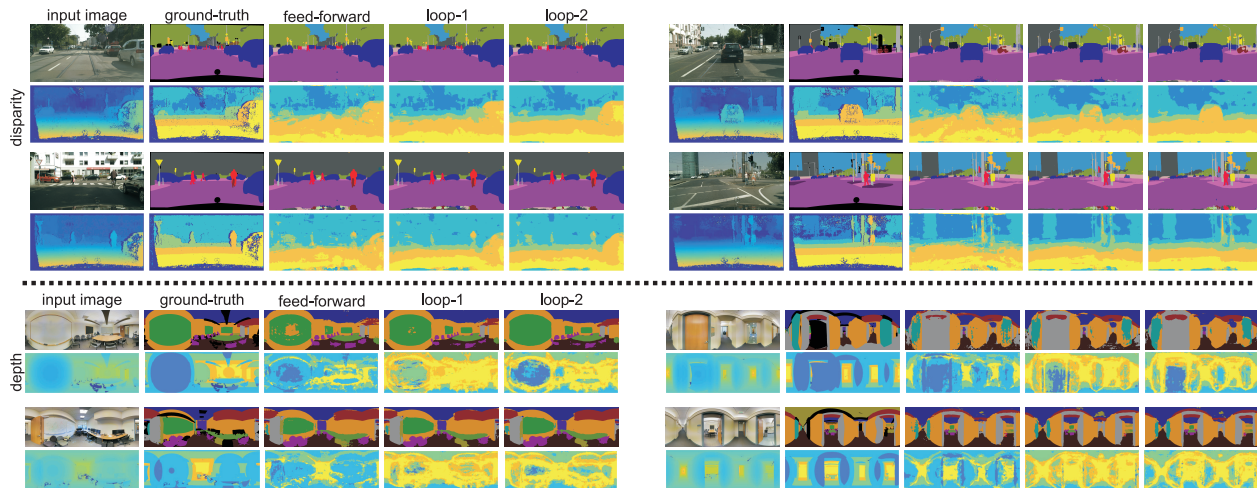 input image ground-truth feed-forward loop-1 loop-2
disparity
input image ground-truth feed-forward loop-1 loop-2
depth